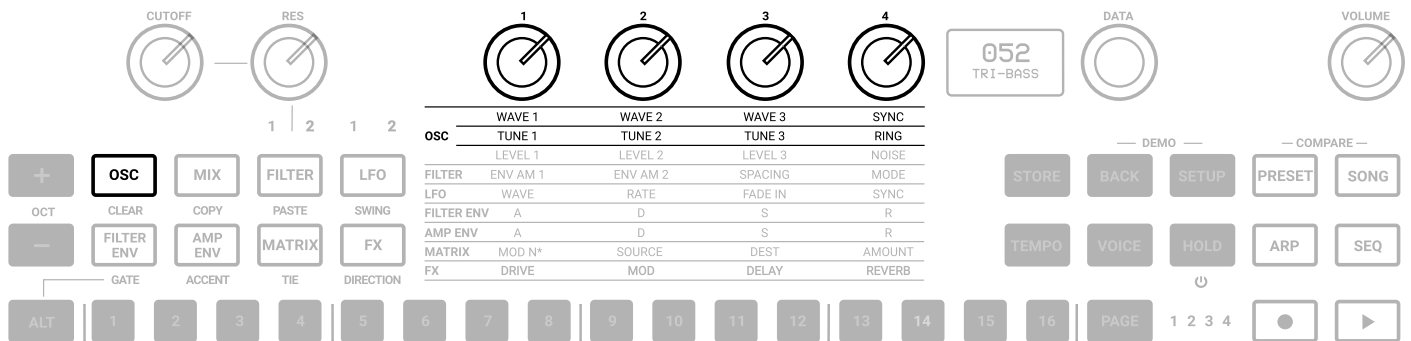 CUTOFF RES 1 2 3 4 DATA VOLUME
052
TRI-BASS
WAVE 1 WAVE 2 WAVE 3 SYNC
OSC TUNE 1 TUNE 2 TUNE 3 RING
LEVEL 1 LEVEL 2 LEVEL 3 NOISE
FILTER ENV AM 1 ENV AM 2 SPACING MODE
LFO WAVE RATE FADE IN SYNC
FILTER ENV A D S R
AMP ENV A D S R
MATRIX MOD N* SOURCE DEST AMOUNT
FX DRIVE MOD DELAY REVERB
1 2 1 2
+ OSC MIX FILTER LFO
OCT CLEAR COPY PASTE SWING
− FILTER ENV AMP ENV MATRIX FX
GATE ACCENT TIE DIRECTION
DEMO COMPARE
STORE BACK SETUP PRESET SONG
TEMPO VOICE HOLD ARP SEQ
ALT 1 2 3 4 5 6 7 8 9 10 11 12 13 14 15 16 PAGE 1 2 3 4